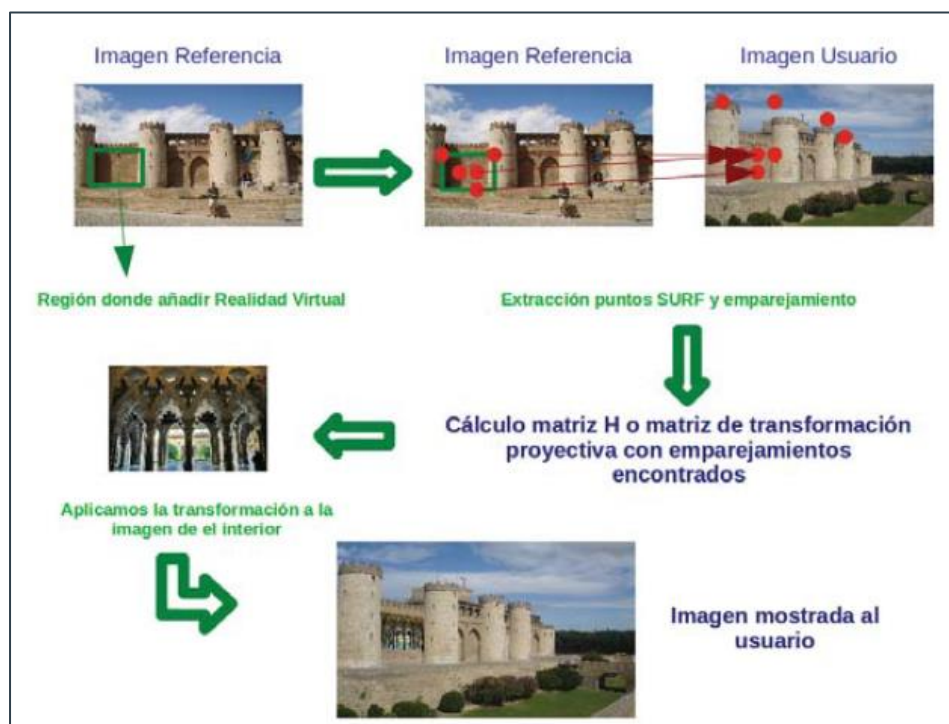 Imagen Referencia
Imagen Referencia
Imagen Usuario
Región donde añadir Realidad Virtual
Extracción puntos SURF y emparejamiento
Cálculo matriz H o matriz de transformación
proyectiva con emparejamientos
encontrados
Aplicamos la transformación a la
imagen de el interior
Imagen mostrada al
usuario